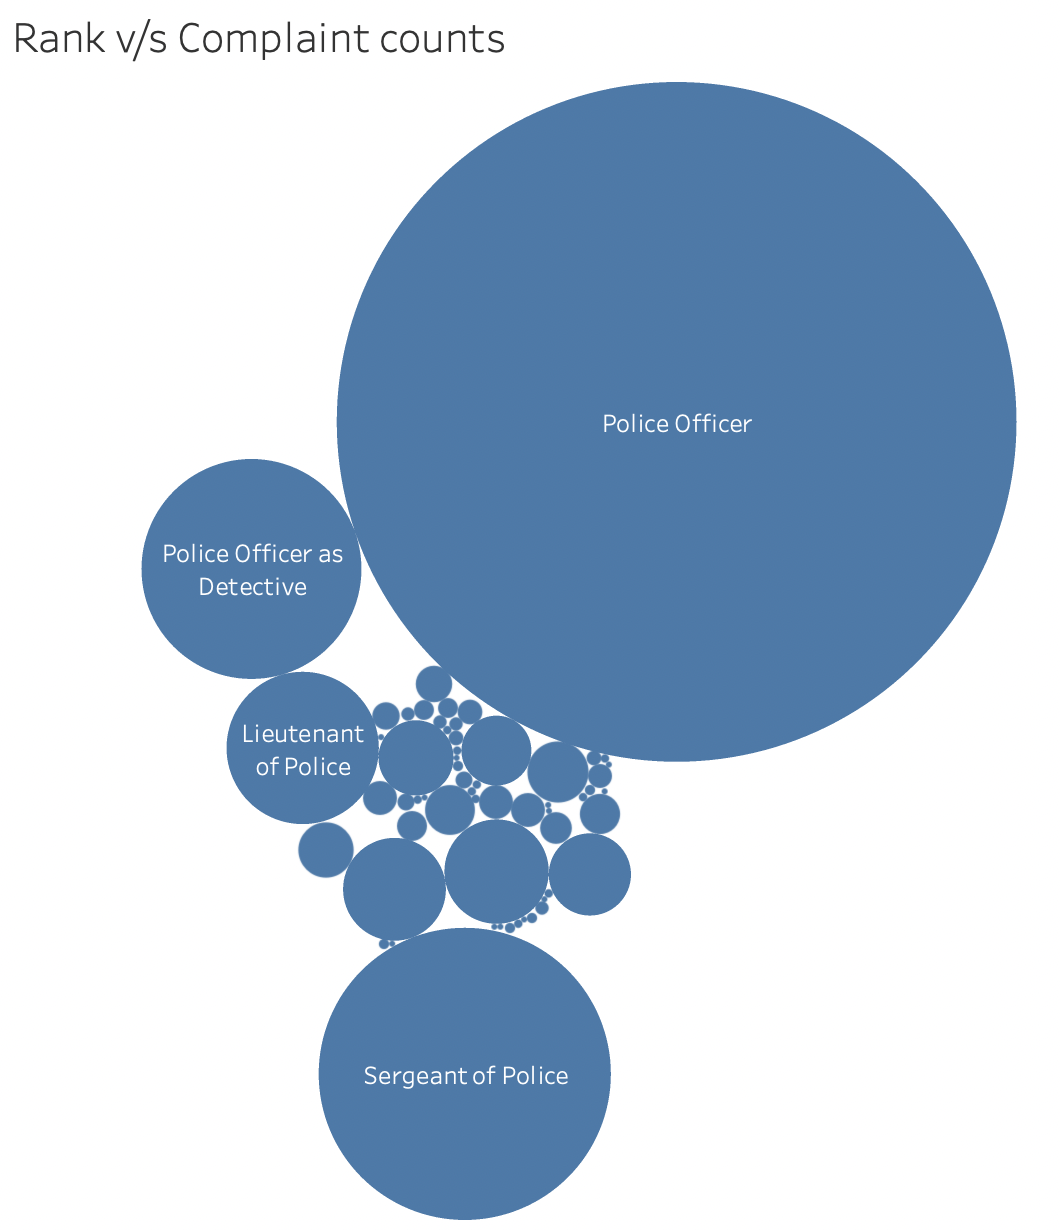 Rank v/s Complaint counts
Police Officer
Police Officer as
Detective
Lieutenant
of Police
Sergeant of Police